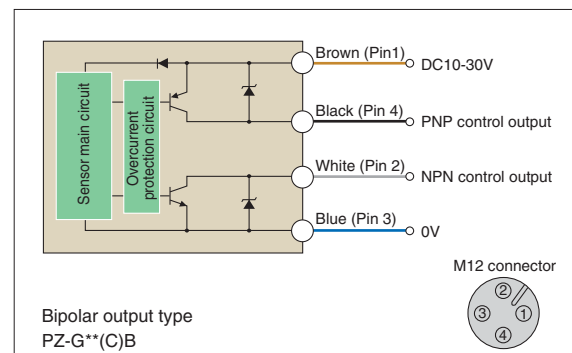 Brown (Pin1)
DC10-30V
Sensor main circuit
Overcurrent
protection circuit
Black (Pin 4)
PNP control output
White (Pin 2)
NPN control output
Blue (Pin 3)
0V
M12 connector
2
3
1
4
Bipolar output type
PZ-G**(C)B